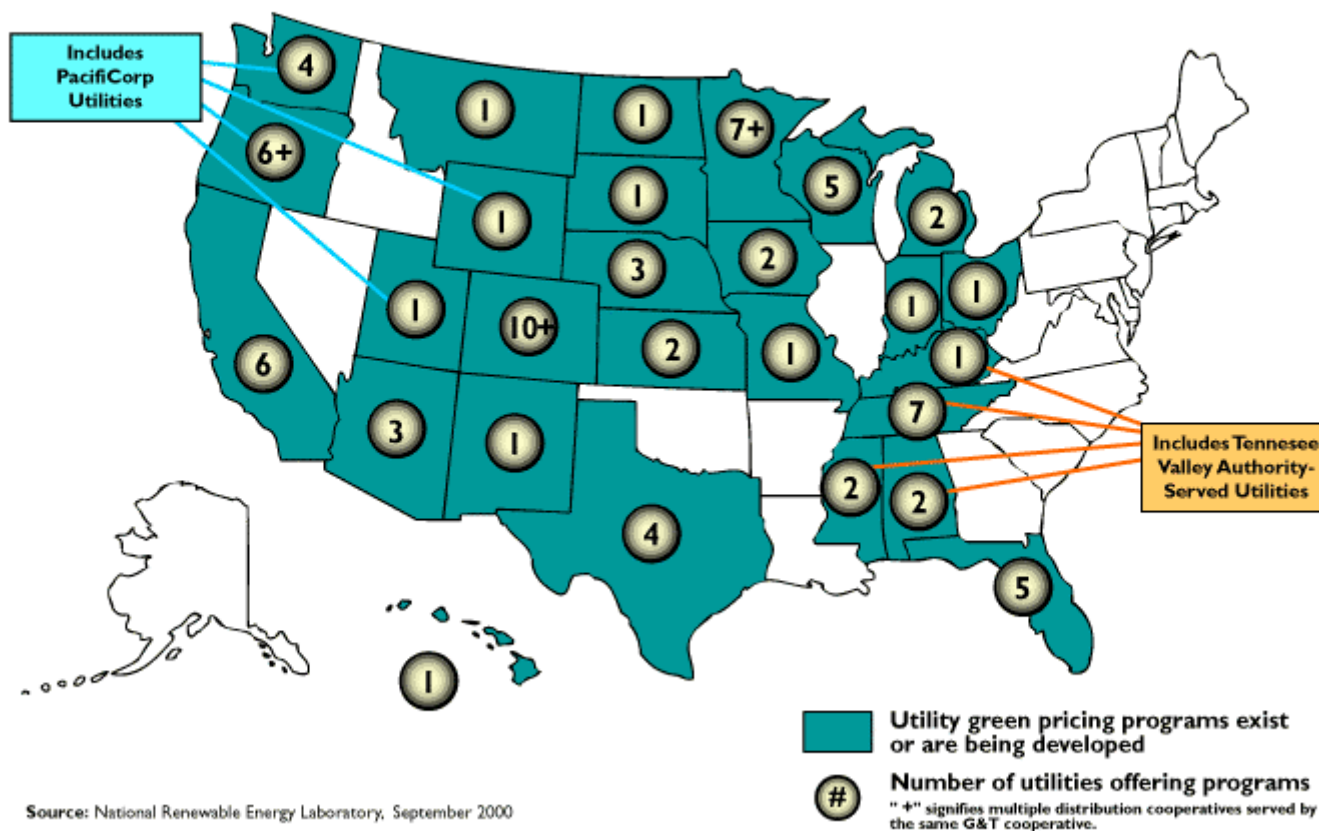 Includes
PacifiCorp
Utilities
4
1
1
7+
6+
5
1
1
2
3
2
1
1
1
10+
2
1
6
1
3
7
1
Includes Tennesee
Valley Authority-
Served Utilities
2
2
4
5
1
Utility green pricing programs exist
or are being developed
#
Number of utilities offering programs
"+" signifies multiple distribution cooperatives served by
the same G&T cooperative.
Source: National Renewable Energy Laboratory, September 2000